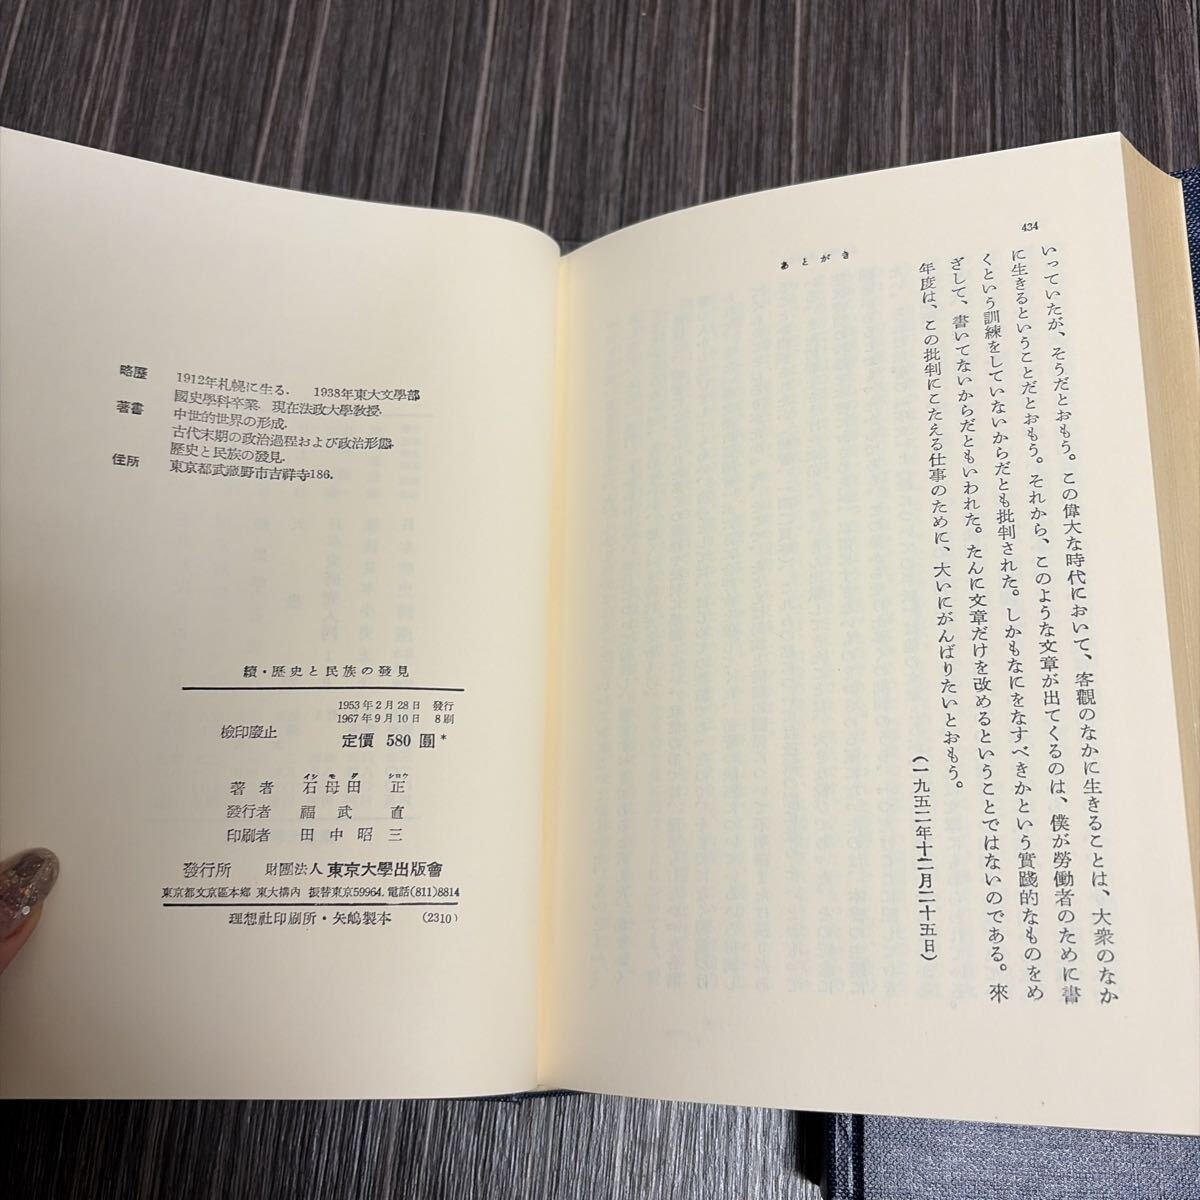 434
あとがき
いっていたが、そうだとおもう。この偉大な時代において、客觀のなかに生きることは、大衆のなか
に生きるということだとおもう。それから、このような文章が出てくるのは、僕が勞働者のために書
くという訓練をしていないからだとも批判された。しかもなにをなすべきかという實踐的なものをめ
ざして、書いてないからだともいわれた。たんに文章だけを改めるということではないのである。來
年度は、この批判にこたえる仕事のために、大いにがんばりたいとおもう。
(一九五二年十二月二十五日)
略歷 1912年札幌に生る. 1938年東大文學部
國史學科卒業. 現在法政大學敎授.
著書 中世的世界の形成.
古代末期の政治過程および政治形態.
歷史と民族の發見.
住所 東京都武蔵野市吉祥寺186.
續・歷史と民族の發見
1953年2月28日 發行
1967年9月10日 8刷
檢印廢止 定價 580 圓*
イシモダ ショウ
著者 石母田 正
發行者 福武 直
印刷者 田中昭三
發行所 財團法人 東京大學出版會
東京都文京區本鄕 東大構內 振替東京59964. 電話(811)8814
理想社印刷所・矢嶋製本 (2310)